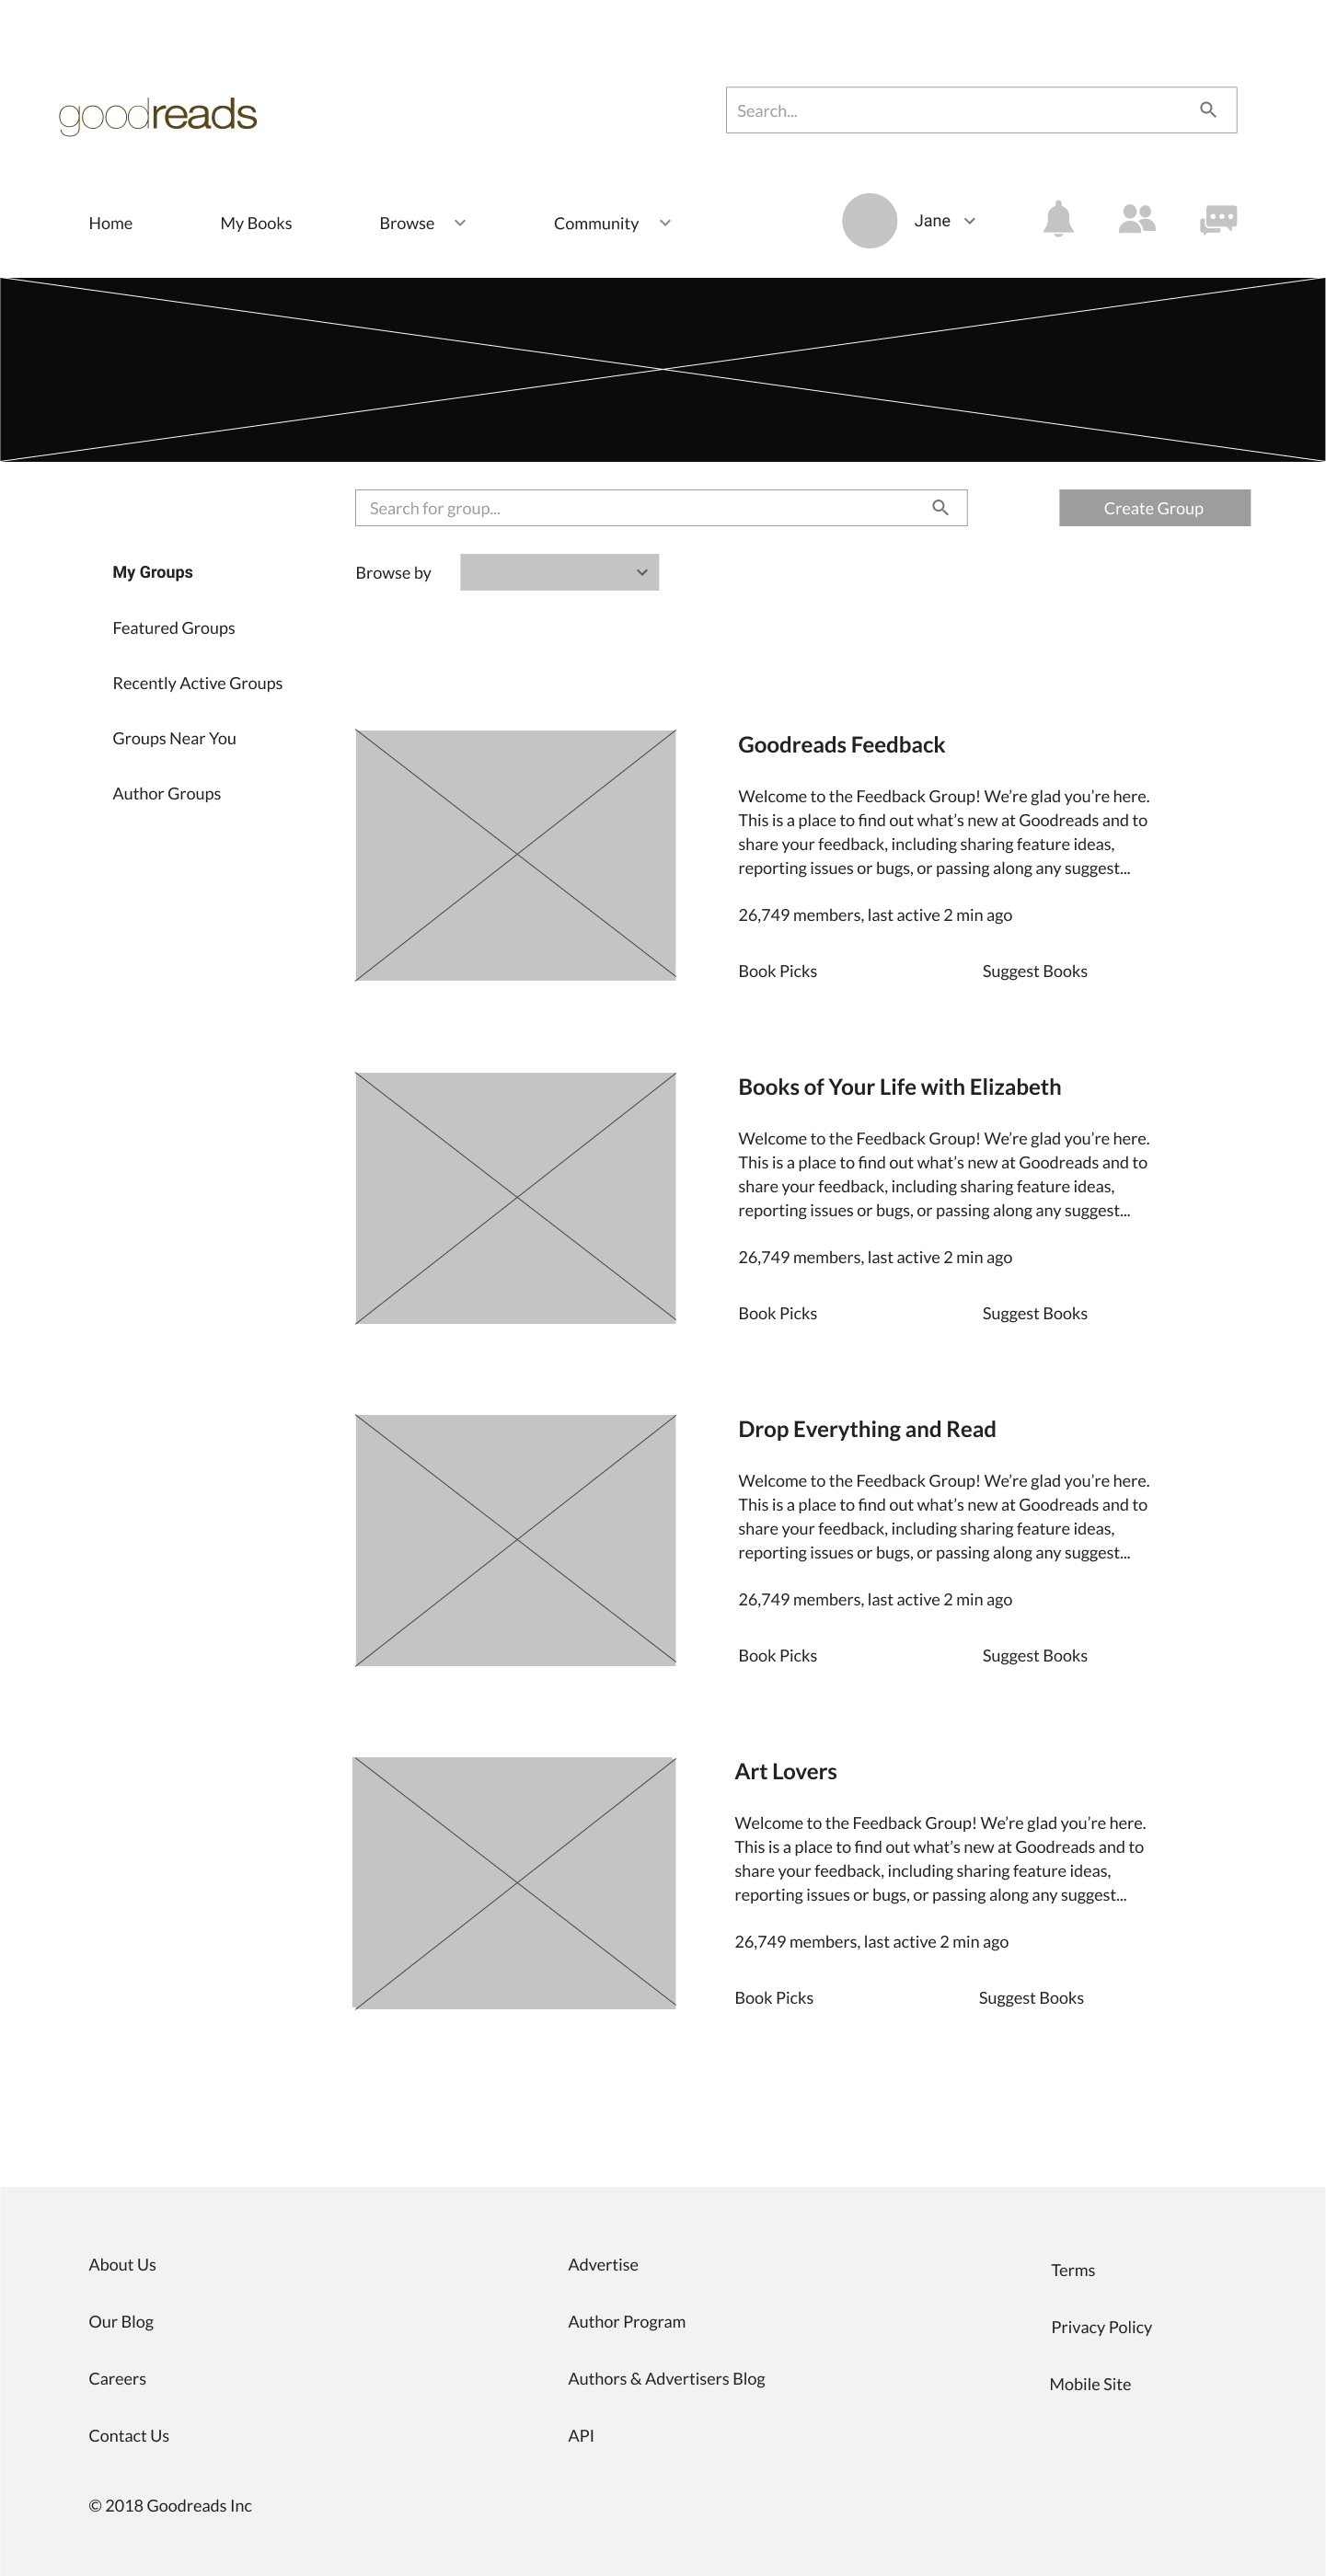 goodreads
Search...
Home
My Books
Browse
Community
Jane
Search for group...
Create Group
My Groups
Browse by
Featured Groups
Recently Active Groups
Groups Near You
Author Groups
Goodreads Feedback
Welcome to the Feedback Group! We’re glad you’re here.
This is a place to find out what’s new at Goodreads and to
share your feedback, including sharing feature ideas,
reporting issues or bugs, or passing along any suggest...
26,749 members, last active 2 min ago
Book Picks
Suggest Books
Books of Your Life with Elizabeth
Welcome to the Feedback Group! We’re glad you’re here.
This is a place to find out what’s new at Goodreads and to
share your feedback, including sharing feature ideas,
reporting issues or bugs, or passing along any suggest...
26,749 members, last active 2 min ago
Book Picks
Suggest Books
Drop Everything and Read
Welcome to the Feedback Group! We’re glad you’re here.
This is a place to find out what’s new at Goodreads and to
share your feedback, including sharing feature ideas,
reporting issues or bugs, or passing along any suggest...
26,749 members, last active 2 min ago
Book Picks
Suggest Books
Art Lovers
Welcome to the Feedback Group! We’re glad you’re here.
This is a place to find out what’s new at Goodreads and to
share your feedback, including sharing feature ideas,
reporting issues or bugs, or passing along any suggest...
26,749 members, last active 2 min ago
Book Picks
Suggest Books
About Us
Our Blog
Careers
Contact Us
Advertise
Author Program
Authors & Advertisers Blog
API
Terms
Privacy Policy
Mobile Site
© 2018 Goodreads Inc